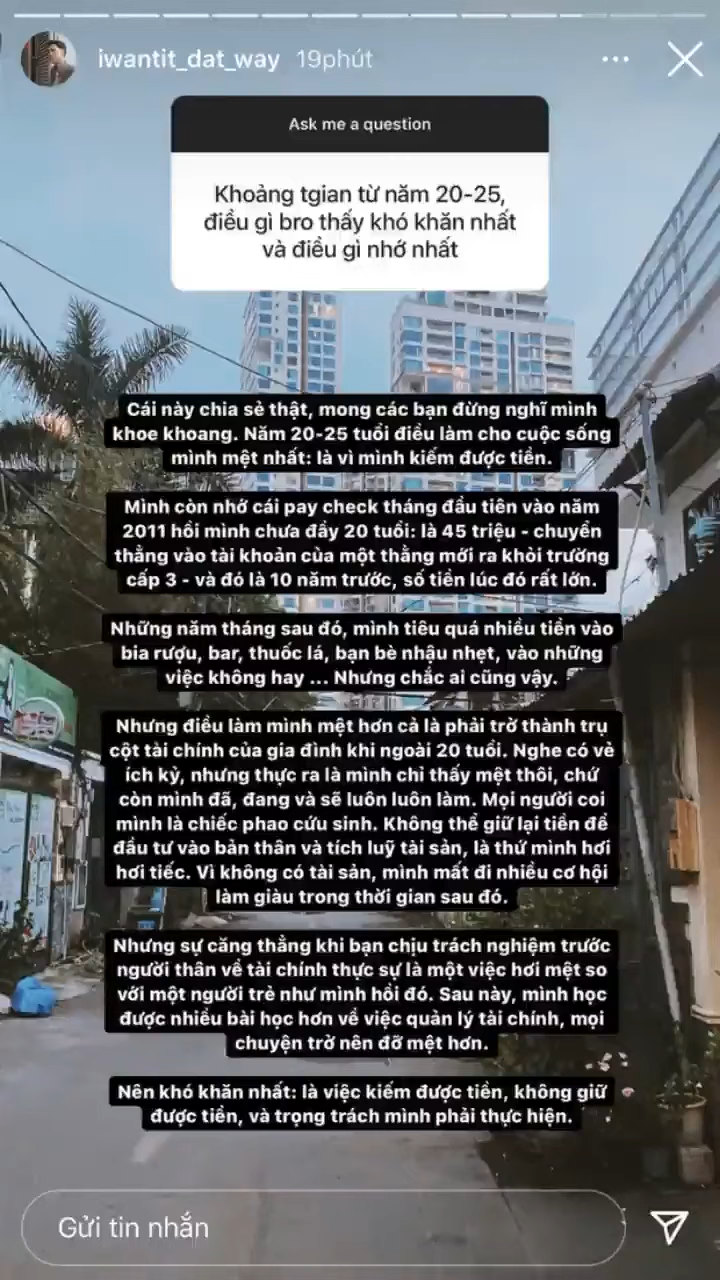 iwantit_dat_way 19phút
Ask me a question
Khoảng tgian từ năm 20-25,
điều gì bro thấy khó khăn nhất
và điều gì nhớ nhất
Cái này chia sẻ thật, mong các bạn đừng nghĩ mình
khoe khoang. Năm 20-25 tuổi điều làm cho cuộc sống
mình mệt nhất: là vì mình kiếm được tiền.
Mình còn nhớ cái pay check tháng đầu tiên vào năm
2011 hồi mình chưa đầy 20 tuổi: là 45 triệu - chuyển
thẳng vào tài khoản của một thằng mới ra khỏi trường
cấp 3 - và đó là 10 năm trước, số tiền lúc đó rất lớn.
Những năm tháng sau đó, mình tiêu quá nhiều tiền vào
bia rượu, bar, thuốc lá, bạn bè nhậu nhẹt, vào những
việc không hay ... Nhưng chắc ai cũng vậy.
Nhưng điều làm mình mệt hơn cả là phải trở thành trụ
cột tài chính của gia đình khi ngoài 20 tuổi. Nghe có vẻ
ích kỷ, nhưng thực ra là mình chỉ thấy mệt thôi, chứ
còn mình đã, đang và sẽ luôn luôn làm. Mọi người coi
mình là chiếc phao cứu sinh. Không thể giữ lại tiền để
đầu tư vào bản thân và tích luỹ tài sản, là thứ mình hơi
hơi tiếc. Vì không có tài sản, mình mất đi nhiều cơ hội
làm giàu trong thời gian sau đó.
Nhưng sự căng thẳng khi bạn chịu trách nghiệm trước
người thân về tài chính thực sự là một việc hơi mệt so
với một người trẻ như mình hồi đó. Sau này, mình học
được nhiều bài học hơn về việc quản lý tài chính, mọi
chuyện trở nên đỡ mệt hơn.
Nên khó khăn nhất: là việc kiếm được tiền, không giữ
được tiền, và trọng trách mình phải thực hiện.
Gửi tin nhắn